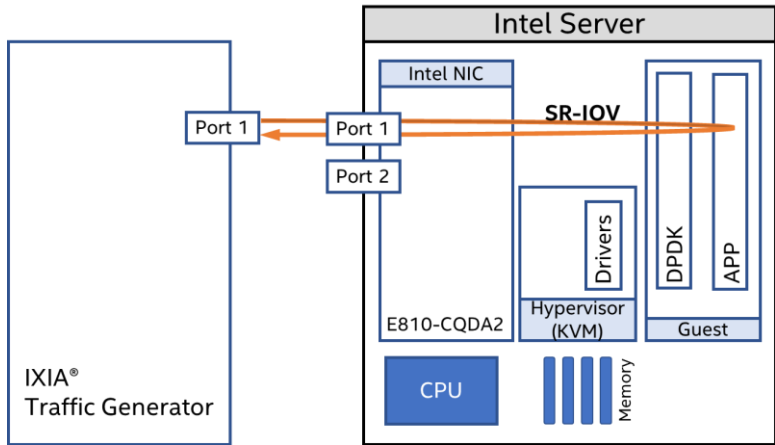 Intel Server
Intel NIC
SR-IOV
Port 1
Port 1
Port 2
Drivers
DPDK
APP
E810-CQDA2
Hypervisor
(KVM)
Guest
IXIA®
Traffic Generator
CPU
Memory